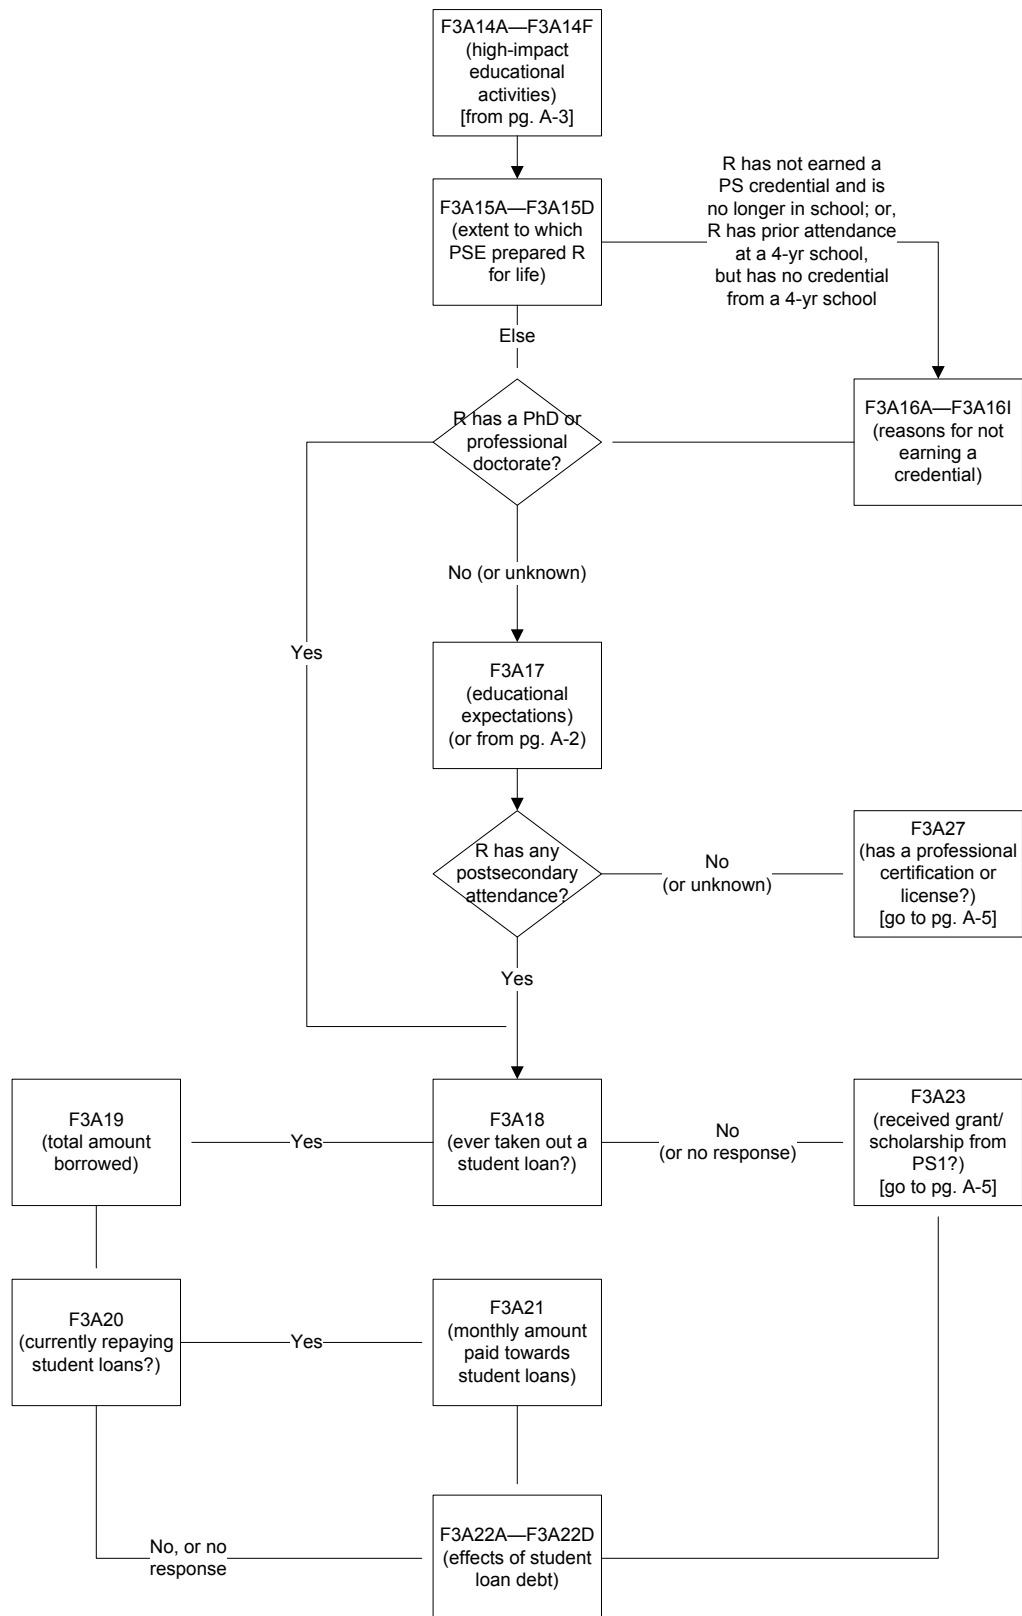 F3A14A—F3A14F
(high-impact
educational
activities)
[from pg. A-3]
F3A15A—F3A15D
(extent to which
PSE prepared R
for life)
R has not earned a
PS credential and is
no longer in school; or,
R has prior attendance
at a 4-yr school,
but has no credential
from a 4-yr school
Else
R has a PhD or
professional
doctorate?
F3A16A—F3A16I
(reasons for not
earning a
credential)
No (or unknown)
Yes
F3A17
(educational
expectations)
(or from pg. A-2)
R has any
postsecondary
attendance?
No
(or unknown)
F3A27
(has a professional
certification or
license?)
[go to pg. A-5]
Yes
F3A19
(total amount
borrowed)
Yes
F3A18
(ever taken out a
student loan?)
No
(or no response)
F3A23
(received grant/
scholarship from
PS1?)
[go to pg. A-5]
F3A20
(currently repaying
student loans?)
Yes
F3A21
(monthly amount
paid towards
student loans)
No, or no
response
F3A22A—F3A22D
(effects of student
loan debt)